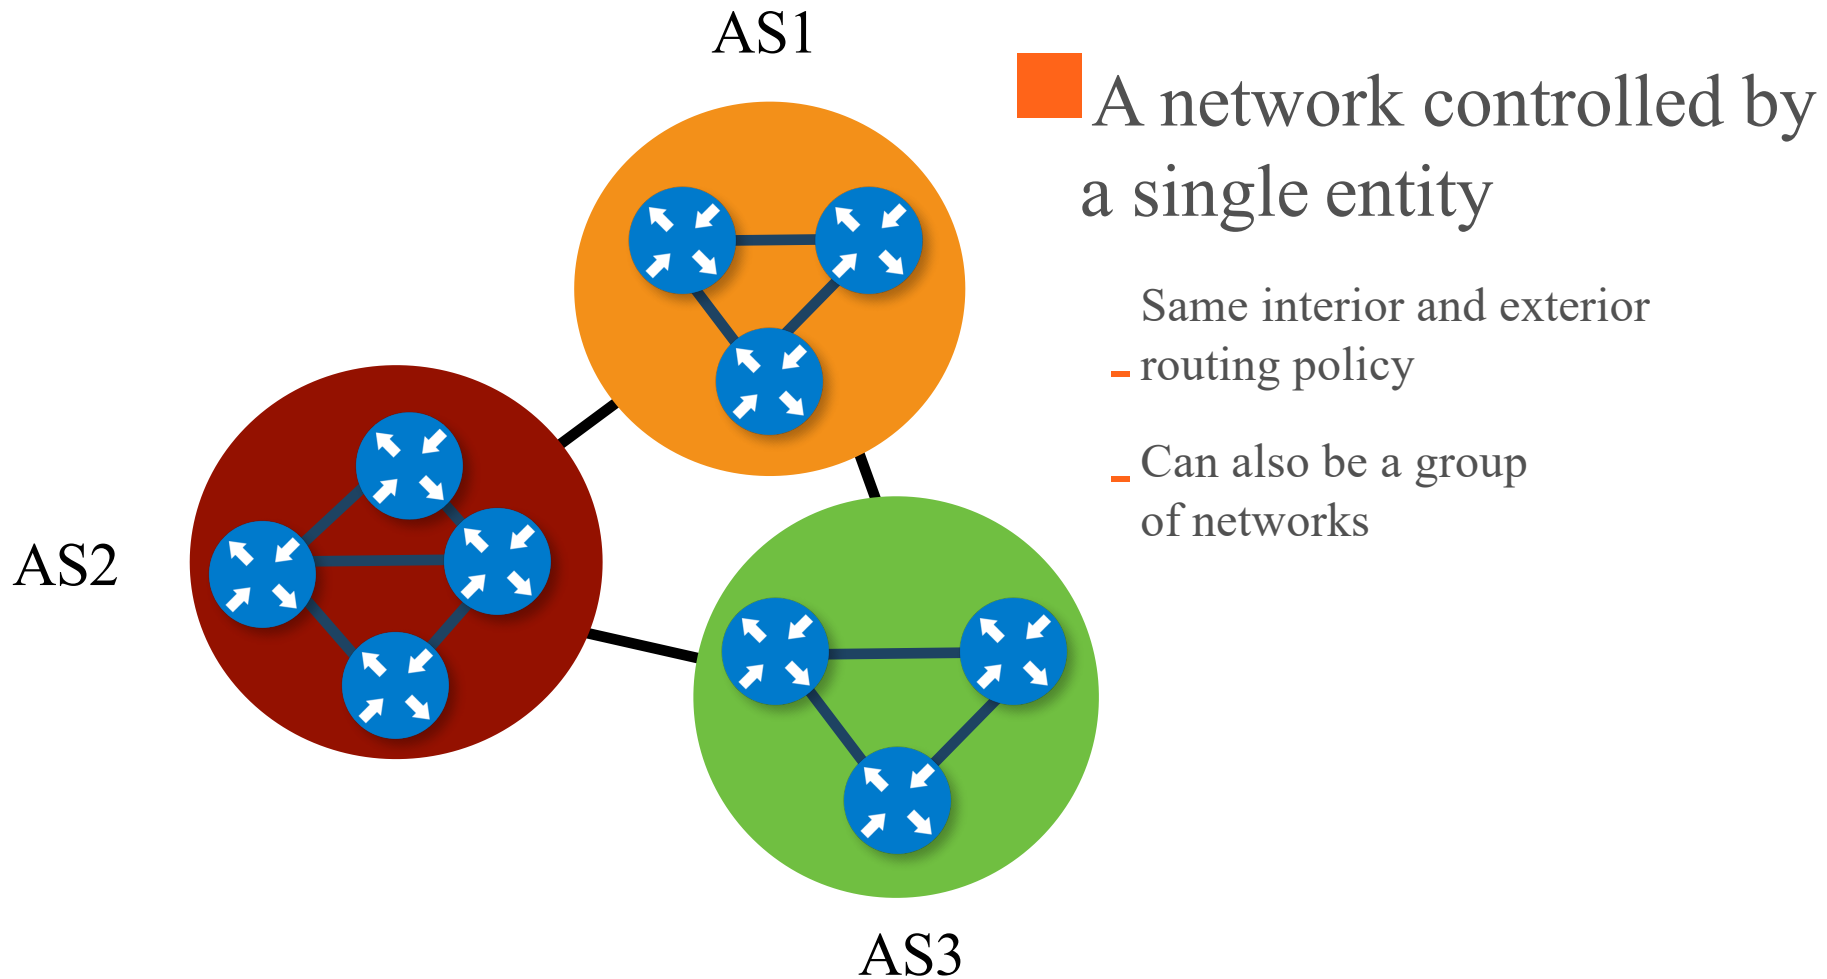 AS1
A network controlled by
a single entity
Same interior and exterior
routing policy
Can also be a group
of networks
AS2
AS3